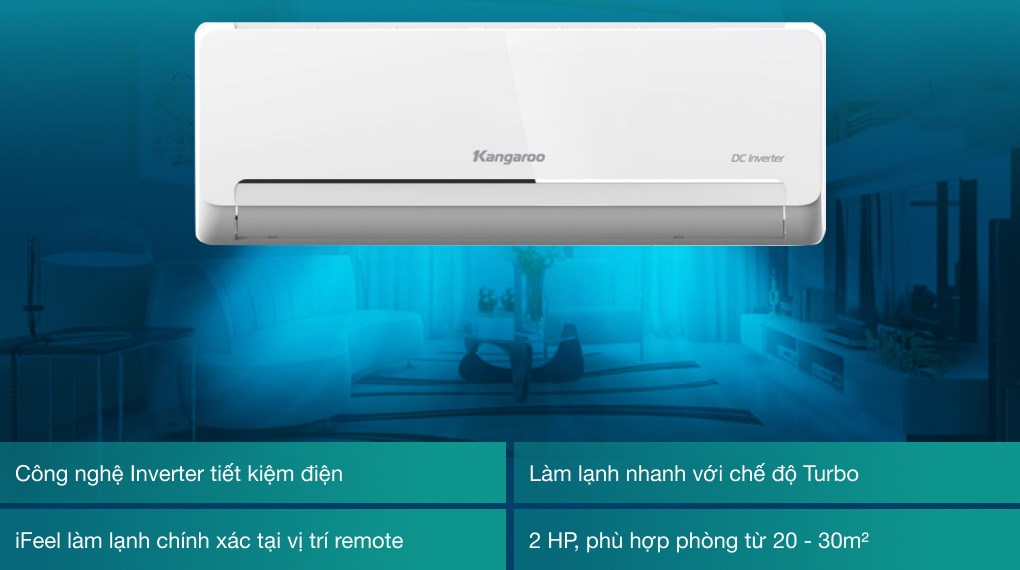 Kangaroo
DC Inverter
Công nghệ Inverter tiết kiệm điện
Làm lạnh nhanh với chế độ Turbo
iFeel làm lạnh chính xác tại vị trí remote
2 HP, phù hợp phòng từ 20 - 30m²